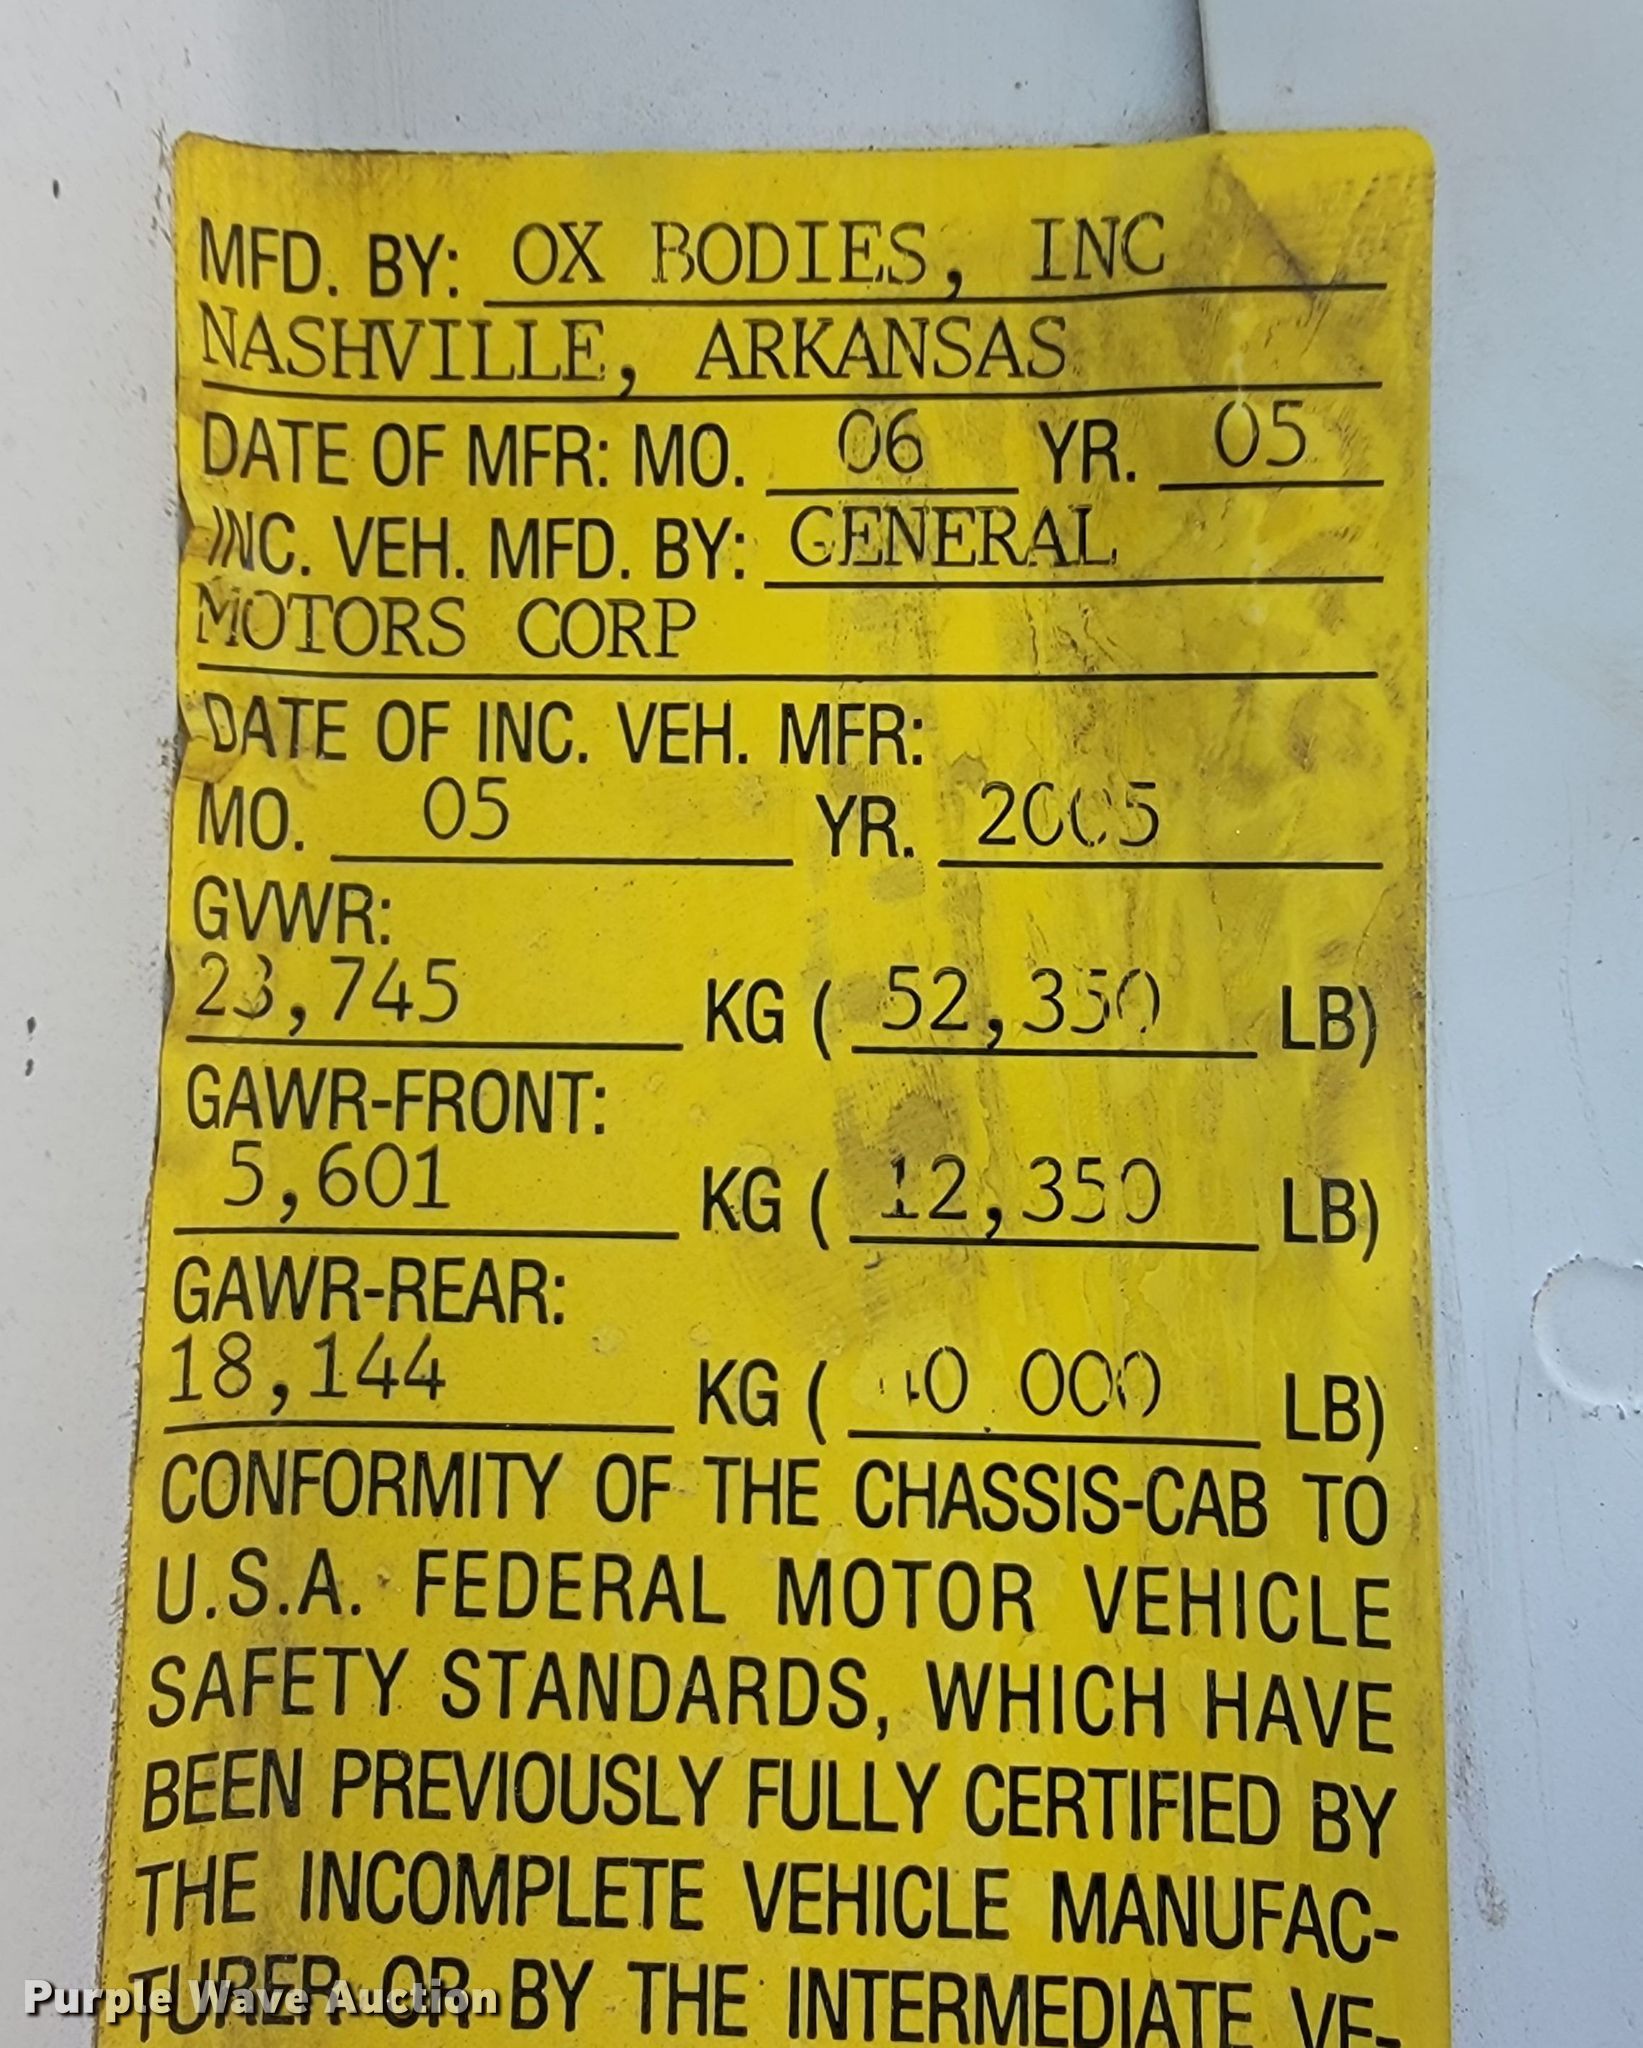 MFD. BY: OX BODIES, INC
NASHVILLE, ARKANSAS
DATE OF MFR: MO. 06 YR. 05
INC. VEH. MFD. BY: GENERAL
MOTORS CORP
DATE OF INC. VEH. MFR:
MO. 05 YR. 2005
GVWR:
23,745 KG ( 52,350 LB)
GAWR-FRONT:
5,601 KG ( 12,350 LB)
GAWR-REAR:
18,144 KG ( 40,000 LB)
CONFORMITY OF THE CHASSIS-CAB TO
U.S.A. FEDERAL MOTOR VEHICLE
SAFETY STANDARDS, WHICH HAVE
BEEN PREVIOUSLY FULLY CERTIFIED BY
THE INCOMPLETE VEHICLE MANUFAC-
TURER OR BY THE INTERMEDIATE VE-
Purple Wave Auction